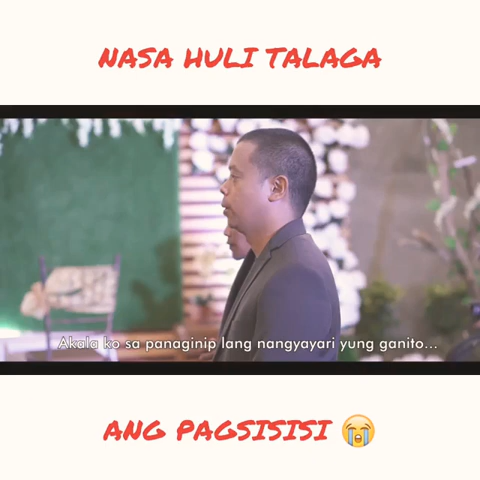 NASA HULI TALAGA
Akala ko sa panaginip lang nangyayari yung ganito...
ANG PAGSISISI 😭